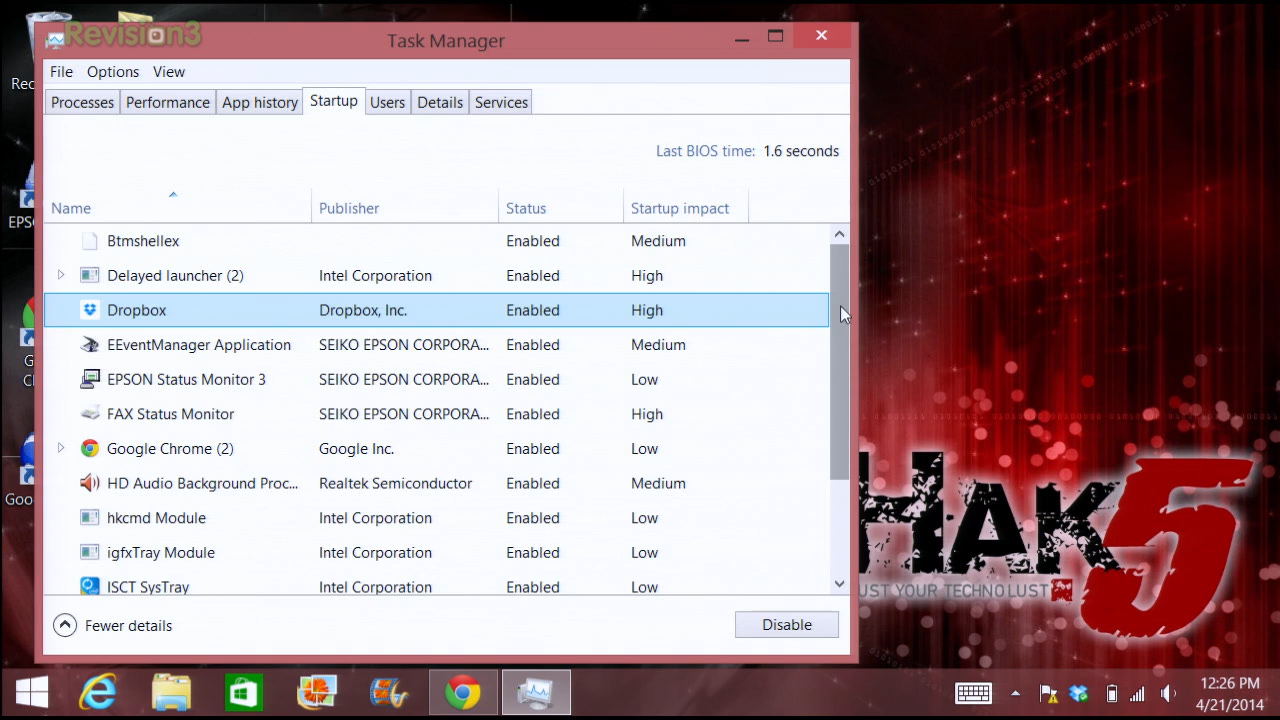 Revision3
Task Manager
File Options View
Processes Performance App history Startup Users Details Services
Last BIOS time: 1.6 seconds
Name Publisher Status Startup impact
Btmshellex Enabled Medium
Delayed launcher (2) Intel Corporation Enabled High
Dropbox Dropbox, Inc. Enabled High
EEventManager Application SEIKO EPSON CORPORA... Enabled Medium
EPSON Status Monitor 3 SEIKO EPSON CORPORA... Enabled Low
FAX Status Monitor SEIKO EPSON CORPORA... Enabled High
Google Chrome (2) Google Inc. Enabled Low
HD Audio Background Proc... Realtek Semiconductor Enabled Medium
hkcmd Module Intel Corporation Enabled Low
igfxTray Module Intel Corporation Enabled Low
ISCT SysTray Intel Corporation Enabled Low
Fewer details Disable
Rec
EPS
G
Cl
Goo
HAK5
UST YOUR TECHNOLUST
12:26 PM
4/21/2014